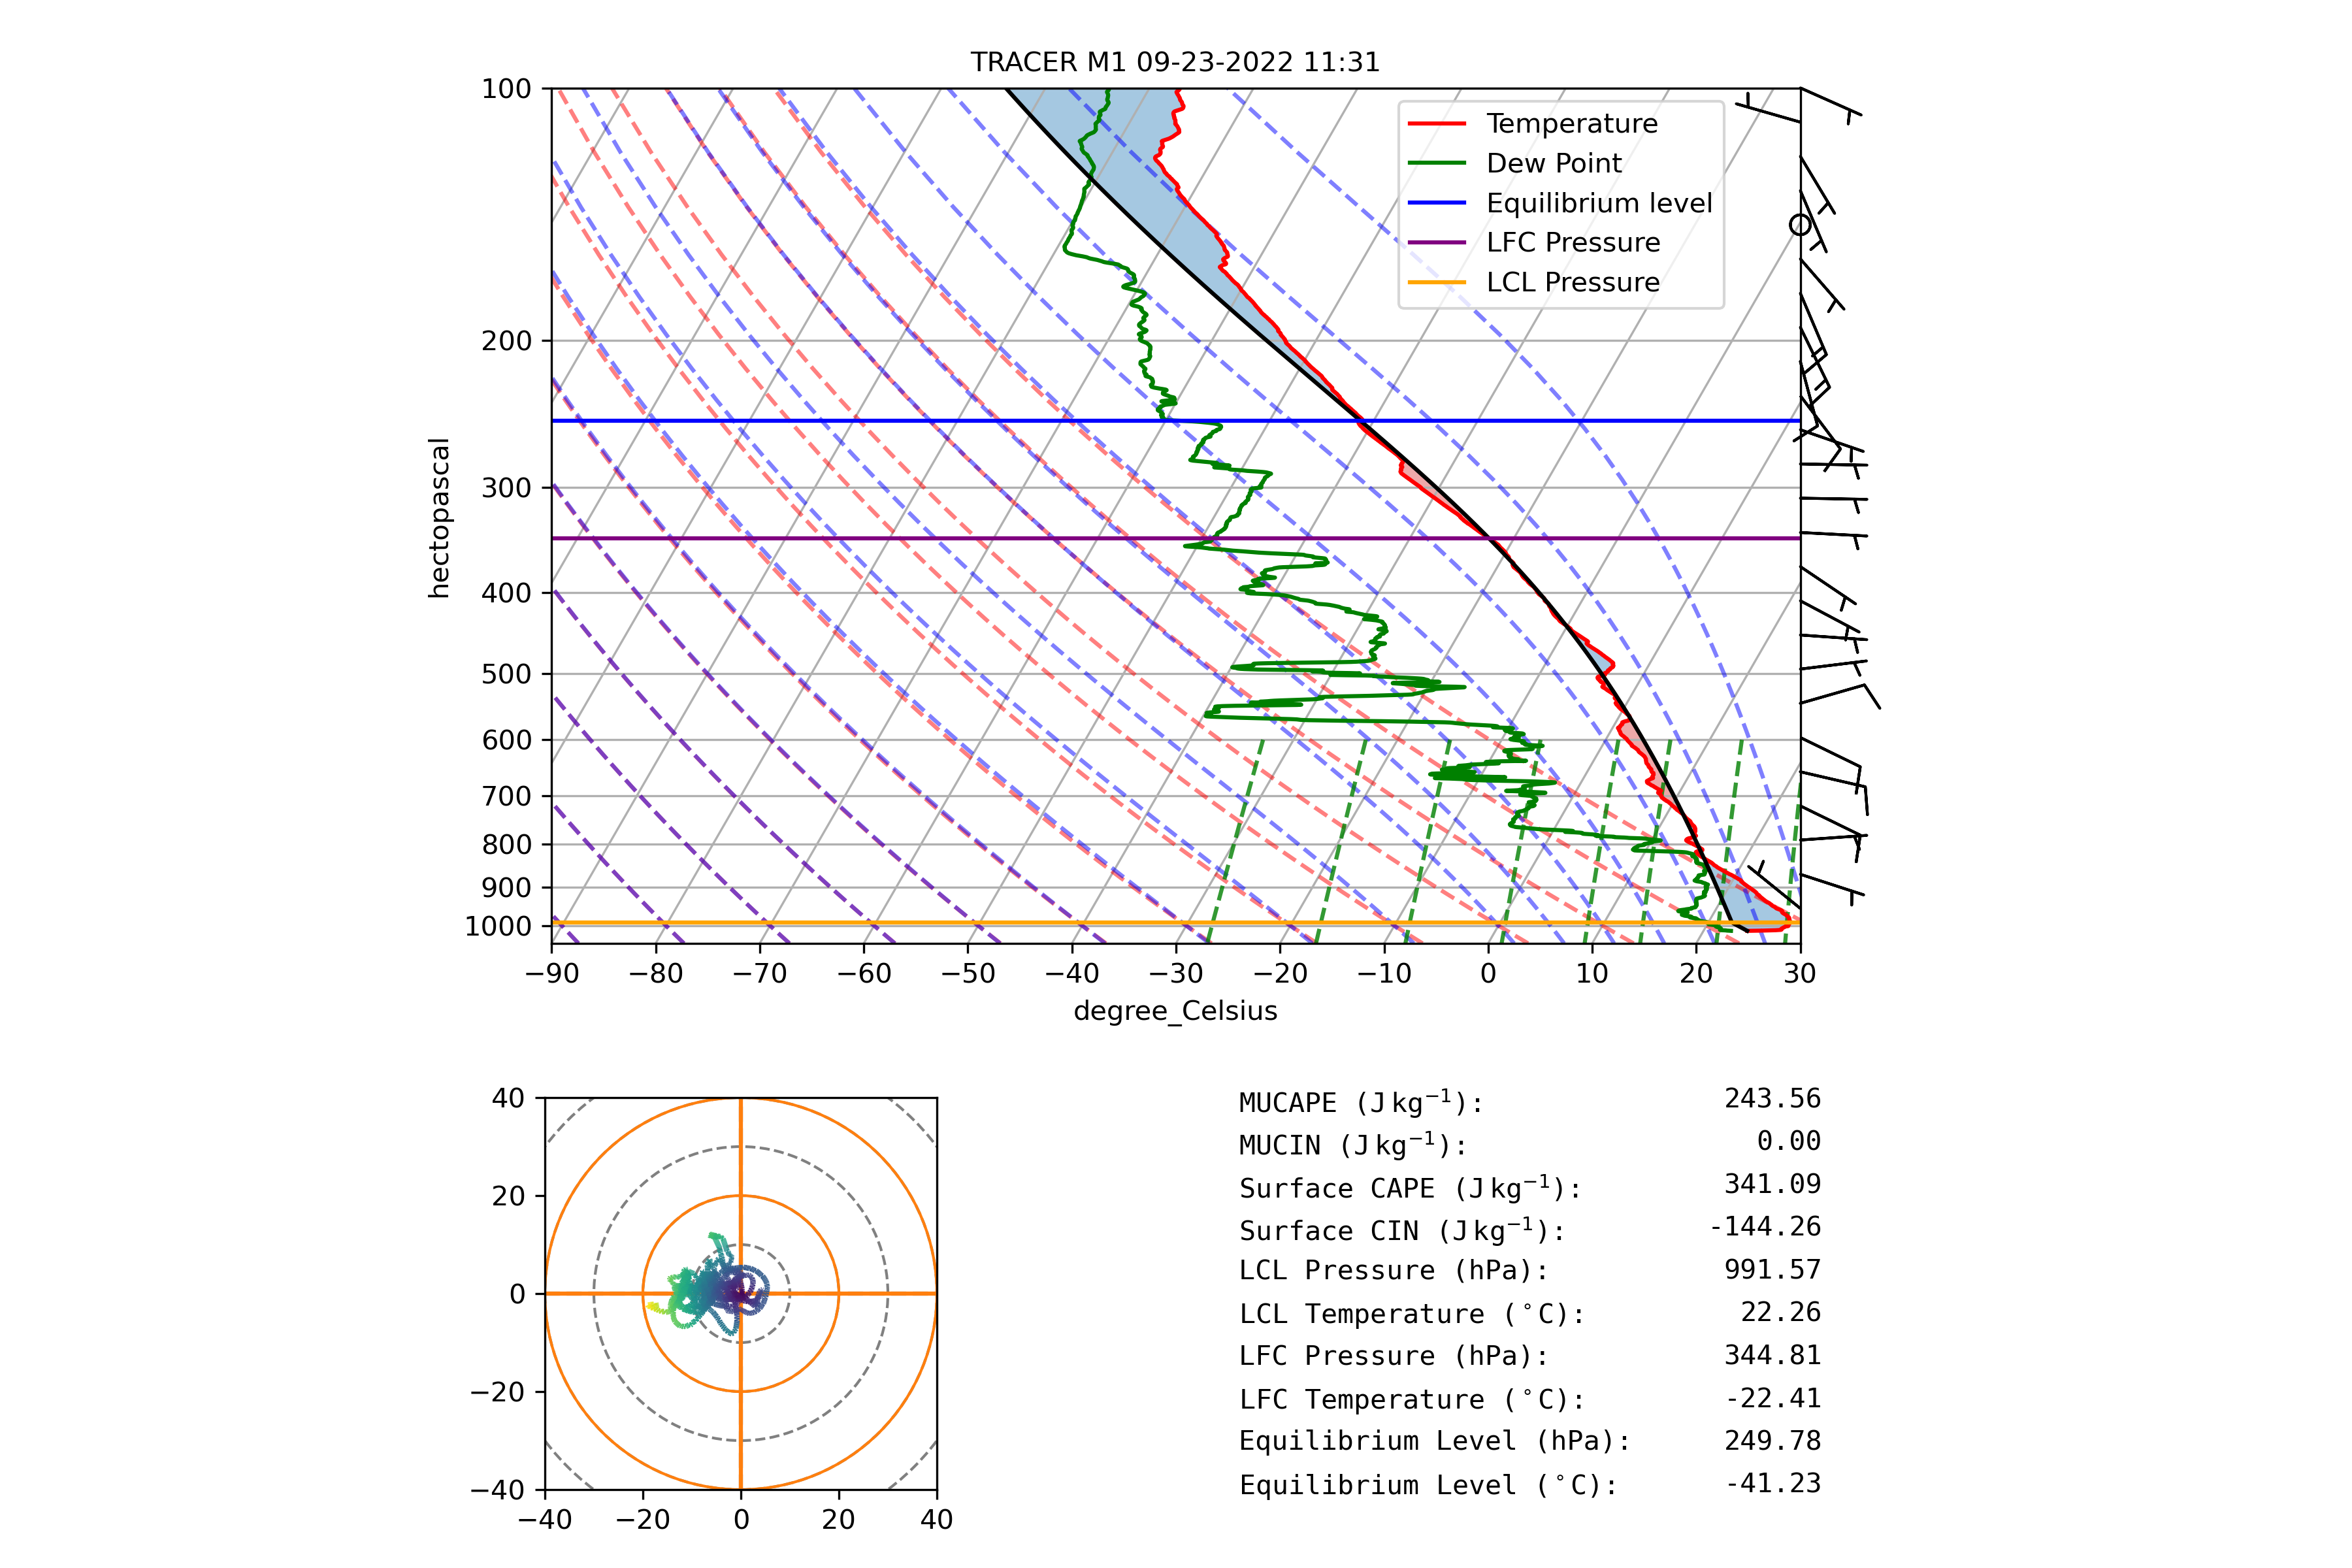 TRACER M1 09-23-2022 11:31
100
200
300
400
500
600
700
800
900
1000
hectopascal
Temperature
Dew Point
Equilibrium level
LFC Pressure
LCL Pressure
−90 −80 −70 −60 −50 −40 −30 −20 −10 0 10 20 30
degree_Celsius
40
20
0
−20
−40
−40 −20 0 20 40
MUCAPE (J kg⁻¹): 243.56
MUCIN (J kg⁻¹): 0.00
Surface CAPE (J kg⁻¹): 341.09
Surface CIN (J kg⁻¹): -144.26
LCL Pressure (hPa): 991.57
LCL Temperature (°C): 22.26
LFC Pressure (hPa): 344.81
LFC Temperature (°C): -22.41
Equilibrium Level (hPa): 249.78
Equilibrium Level (°C): -41.23